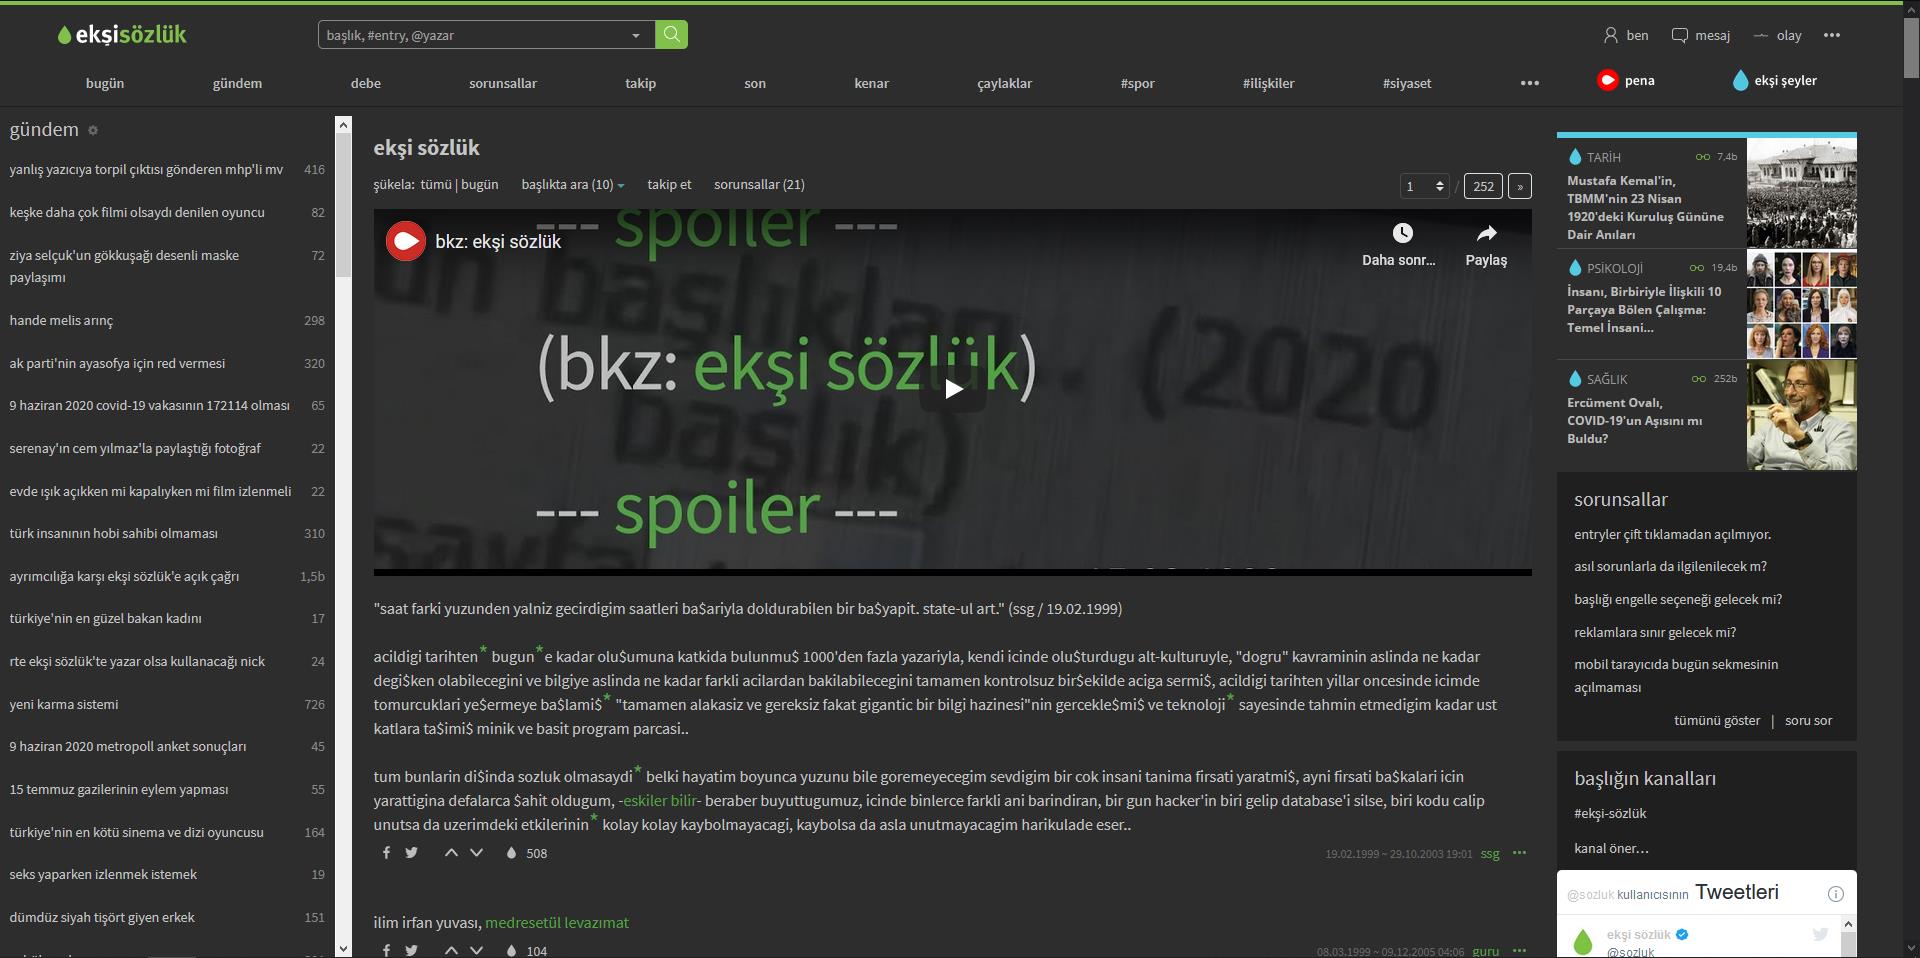 ekşisözlük
başlık, #entry, @yazar
ben
mesaj
olay
bugün
gündem
debe
sorunsallar
takip
son
kenar
çaylaklar
#spor
#ilişkiler
#siyaset
pena
ekşi şeyler
gündem
yanlış yazıcıya torpil çıktısı gönderen mhp'li mv 416
keşke daha çok filmi olsaydı denilen oyuncu 82
ziya selçuk'un gökkuşağı desenli maske 72
paylaşımı
hande melis arınç 298
ak parti'nin ayasofya için red vermesi 320
9 haziran 2020 covid-19 vakasının 172114 olması 65
serenay'ın cem yılmaz'la paylaştığı fotoğraf 22
evde ışık açıkken mi kapalıyken mi film izlenmeli 22
türk insanının hobi sahibi olmaması 310
ayrımcılığa karşı ekşi sözlük'e açık çağrı 1,5b
türkiye'nin en güzel bakan kadını 17
rte ekşi sözlük'te yazar olsa kullanacağı nick 24
yeni karma sistemi 726
9 haziran 2020 metropoll anket sonuçları 45
15 temmuz gazilerinin eylem yapması 55
türkiye'nin en kötü sinema ve dizi oyuncusu 164
seks yaparken izlenmek istemek 19
dümdüz siyah tişört giyen erkek 151
ekşi sözlük
şükela: tümü | bugün başlıkta ara (10) takip et sorunsallar (21)
1 / 252 »
--- spoiler ---
bkz: ekşi sözlük
Daha sonr...
Paylaş
başlıkları
(2020
başlık)
(bkz: ekşi sözlük)
--- spoiler ---
"saat farki yuzunden yalniz gecirdigim saatleri ba$ariyla doldurabilen bir ba$yapit. state-ul art." (ssg / 19.02.1999)
acildigi tarihten* bugun*e kadar olu$umuna katkida bulunmu$ 1000'den fazla yazariyla, kendi icinde olu$turdugu alt-kulturuyle, "dogru" kavraminin aslinda ne kadar
degi$ken olabilecegini ve bilgiye aslinda ne kadar farkli acilardan bakilabilecegini tamamen kontrolsuz bir$ekilde aciga sermi$, acildigi tarihten yillar oncesinde icimde
tomurcuklari ye$ermeye ba$lami$* "tamamen alakasiz ve gereksiz fakat gigantic bir bilgi hazinesi"nin gercekle$mi$ ve teknoloji* sayesinde tahmin etmedigim kadar ust
katlara ta$imi$ minik ve basit program parcasi..
tum bunlarin di$inda sozluk olmasaydi* belki hayatim boyunca yuzunu bile goremeyecegim sevdigim bir cok insani tanima firsati yaratmi$, ayni firsati ba$kalari icin
yarattigina defalarca $ahit oldugum, -eskiler bilir- beraber buyuttugumuz, icinde binlerce farkli ani barindiran, bir gun hacker'in biri gelip database'i silse, biri kodu calip
unutsa da uzerimdeki etkilerinin* kolay kolay kaybolmayacagi, kaybolsa da asla unutmayacagim harikulade eser..
508
19.02.1999 ~ 29.10.2003 19:01 ssg
ilim irfan yuvası, medresetül levazımat
104
08.03.1999 ~ 09.12.2005 04:06 guru
TARİH 7,4b
Mustafa Kemal'in,
TBMM'nin 23 Nisan
1920'deki Kuruluş Gününe
Dair Anıları
PSİKOLOJİ 19,4b
İnsanı, Birbiriyle İlişkili 10
Parçaya Bölen Çalışma:
Temel İnsani...
SAĞLIK 252b
Ercüment Ovalı,
COVID-19'un Aşısını mı
Buldu?
sorunsallar
entryler çift tıklamadan açılmıyor.
asıl sorunlarla da ilgilenilecek m?
başlığı engelle seçeneği gelecek mi?
reklamlara sınır gelecek mi?
mobil tarayıcıda bugün sekmesinin
açılmaması
tümünü göster | soru sor
başlığın kanalları
#ekşi-sözlük
kanal öner...
@sozluk kullanıcısının Tweetleri
ekşi sözlük
@sozluk